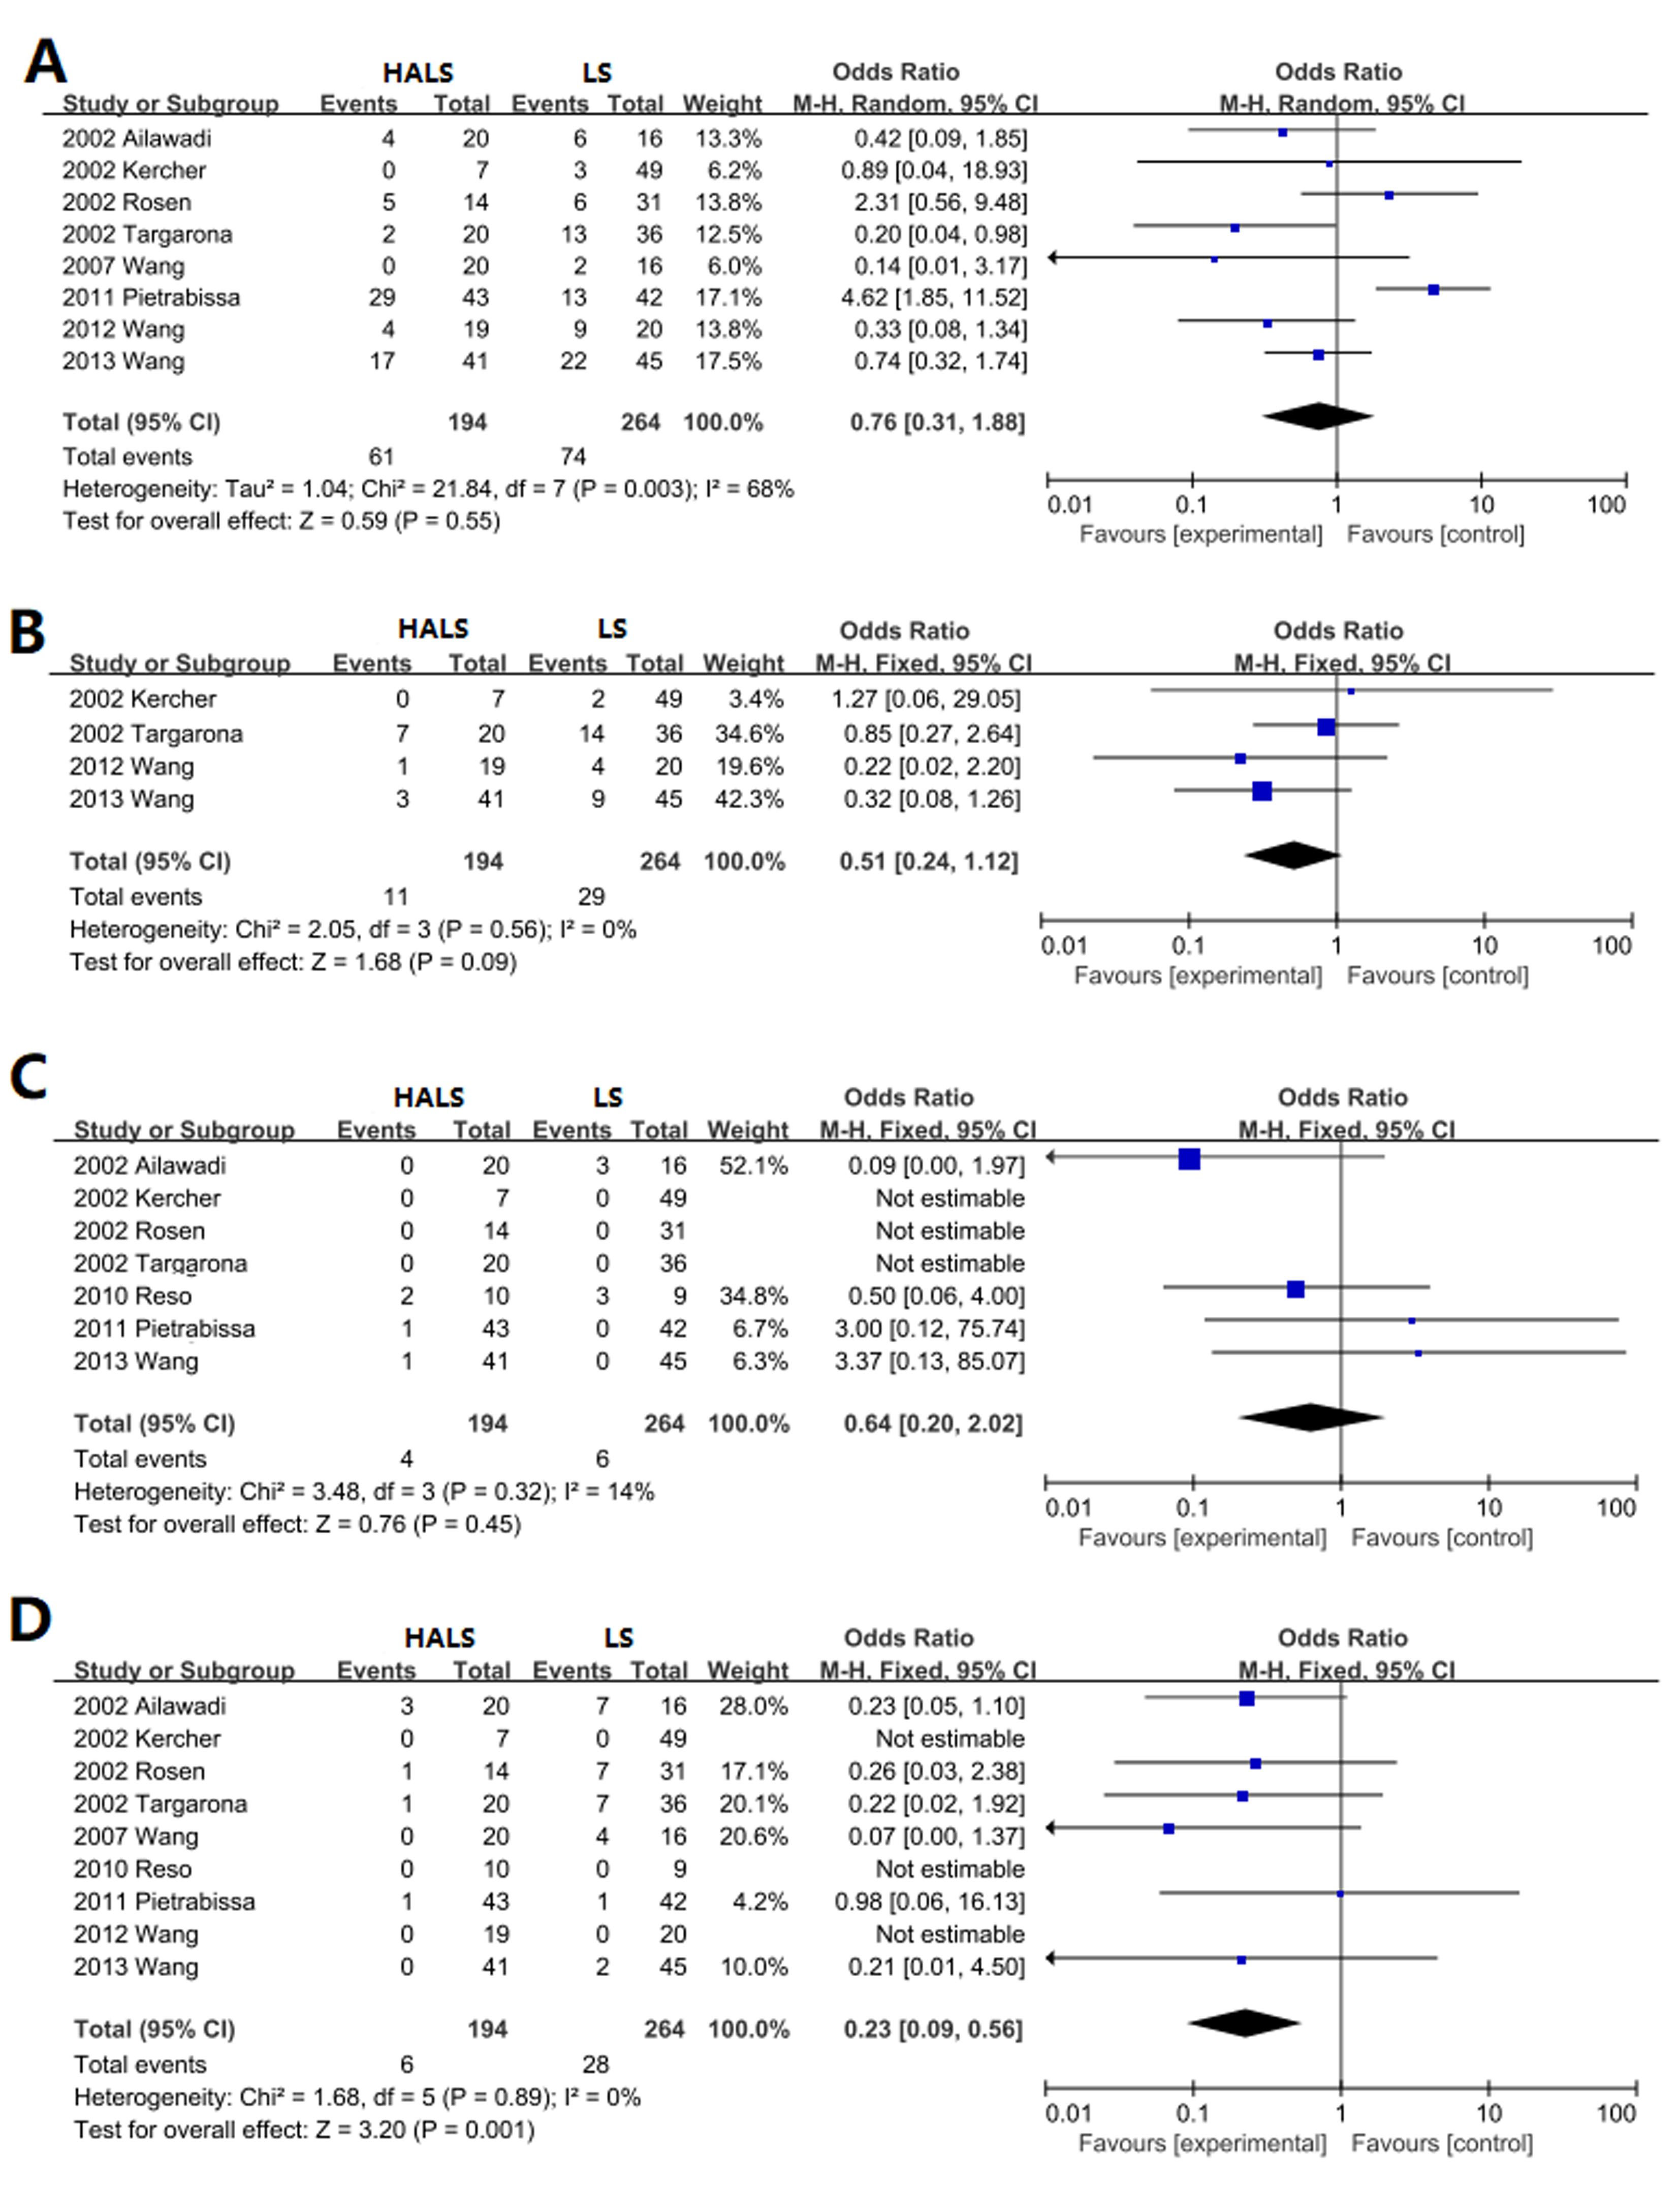 A
HALS LS Odds Ratio Odds Ratio
Study or Subgroup Events Total Events Total Weight M-H, Random, 95% CI M-H, Random, 95% CI
2002 Ailawadi 4 20 6 16 13.3% 0.42 [0.09, 1.85]
2002 Kercher 0 7 3 49 6.2% 0.89 [0.04, 18.93]
2002 Rosen 5 14 6 31 13.8% 2.31 [0.56, 9.48]
2002 Targarona 2 20 13 36 12.5% 0.20 [0.04, 0.98]
2007 Wang 0 20 2 16 6.0% 0.14 [0.01, 3.17]
2011 Pietrabissa 29 43 13 42 17.1% 4.62 [1.85, 11.52]
2012 Wang 4 19 9 20 13.8% 0.33 [0.08, 1.34]
2013 Wang 17 41 22 45 17.5% 0.74 [0.32, 1.74]
Total (95% CI) 194 264 100.0% 0.76 [0.31, 1.88]
Total events 61 74
Heterogeneity: Tau² = 1.04; Chi² = 21.84, df = 7 (P = 0.003); I² = 68%
Test for overall effect: Z = 0.59 (P = 0.55)
0.01 0.1 1 10 100
Favours [experimental] Favours [control]
B
HALS LS Odds Ratio Odds Ratio
Study or Subgroup Events Total Events Total Weight M-H, Fixed, 95% CI M-H, Fixed, 95% CI
2002 Kercher 0 7 2 49 3.4% 1.27 [0.06, 29.05]
2002 Targarona 7 20 14 36 34.6% 0.85 [0.27, 2.64]
2012 Wang 1 19 4 20 19.6% 0.22 [0.02, 2.20]
2013 Wang 3 41 9 45 42.3% 0.32 [0.08, 1.26]
Total (95% CI) 194 264 100.0% 0.51 [0.24, 1.12]
Total events 11 29
Heterogeneity: Chi² = 2.05, df = 3 (P = 0.56); I² = 0%
Test for overall effect: Z = 1.68 (P = 0.09)
0.01 0.1 1 10 100
Favours [experimental] Favours [control]
C
HALS LS Odds Ratio Odds Ratio
Study or Subgroup Events Total Events Total Weight M-H, Fixed, 95% CI M-H, Fixed, 95% CI
2002 Ailawadi 0 20 3 16 52.1% 0.09 [0.00, 1.97]
2002 Kercher 0 7 0 49 Not estimable
2002 Rosen 0 14 0 31 Not estimable
2002 Targarona 0 20 0 36 Not estimable
2010 Reso 2 10 3 9 34.8% 0.50 [0.06, 4.00]
2011 Pietrabissa 1 43 0 42 6.7% 3.00 [0.12, 75.74]
2013 Wang 1 41 0 45 6.3% 3.37 [0.13, 85.07]
Total (95% CI) 194 264 100.0% 0.64 [0.20, 2.02]
Total events 4 6
Heterogeneity: Chi² = 3.48, df = 3 (P = 0.32); I² = 14%
Test for overall effect: Z = 0.76 (P = 0.45)
0.01 0.1 1 10 100
Favours [experimental] Favours [control]
D
HALS LS Odds Ratio Odds Ratio
Study or Subgroup Events Total Events Total Weight M-H, Fixed, 95% CI M-H, Fixed, 95% CI
2002 Ailawadi 3 20 7 16 28.0% 0.23 [0.05, 1.10]
2002 Kercher 0 7 0 49 Not estimable
2002 Rosen 1 14 7 31 17.1% 0.26 [0.03, 2.38]
2002 Targarona 1 20 7 36 20.1% 0.22 [0.02, 1.92]
2007 Wang 0 20 4 16 20.6% 0.07 [0.00, 1.37]
2010 Reso 0 10 0 9 Not estimable
2011 Pietrabissa 1 43 1 42 4.2% 0.98 [0.06, 16.13]
2012 Wang 0 19 0 20 Not estimable
2013 Wang 0 41 2 45 10.0% 0.21 [0.01, 4.50]
Total (95% CI) 194 264 100.0% 0.23 [0.09, 0.56]
Total events 6 28
Heterogeneity: Chi² = 1.68, df = 5 (P = 0.89); I² = 0%
Test for overall effect: Z = 3.20 (P = 0.001)
0.01 0.1 1 10 100
Favours [experimental] Favours [control]